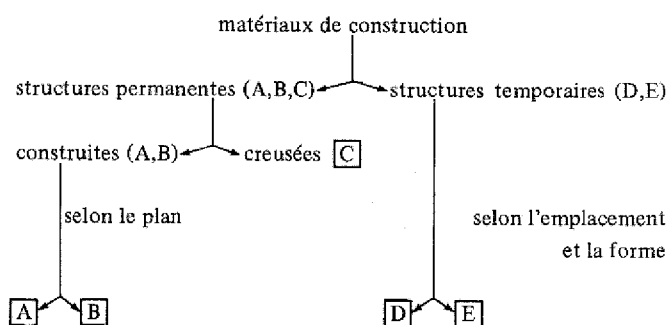 matériaux de construction
structures permanentes (A,B,C) structures temporaires (D,E)
construites (A,B) creusées C
selon le plan
selon l'emplacement
et la forme
A B D E